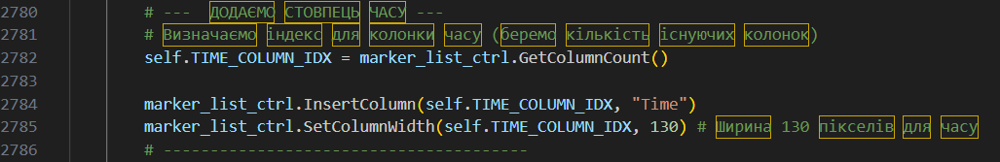 2780 # ---  ДОДАЄМО СТОВПЕЦЬ ЧАСУ ---
2781 # Визначаємо індекс для колонки часу (беремо кількість існуючих колонок)
2782 self.TIME_COLUMN_IDX = marker_list_ctrl.GetColumnCount()
2783
2784 marker_list_ctrl.InsertColumn(self.TIME_COLUMN_IDX, "Time")
2785 marker_list_ctrl.SetColumnWidth(self.TIME_COLUMN_IDX, 130) # Ширина 130 пікселів для часу
2786 # ---------------------------------------